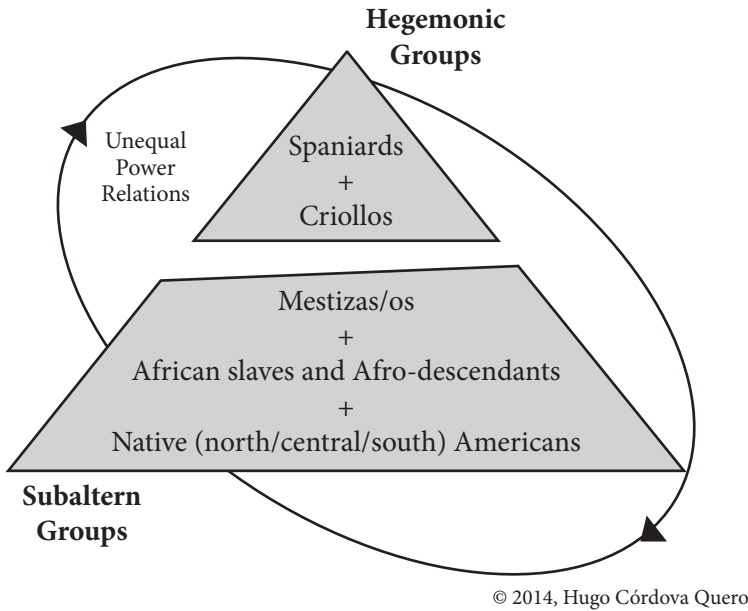 Hegemonic
Groups
Unequal
Power
Relations
Spaniards
+
Criollos
Mestizas/os
+
African slaves and Afro-descendants
+
Native (north/central/south) Americans
Subaltern
Groups
© 2014, Hugo Córdova Quero